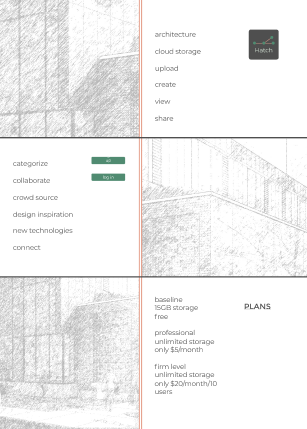 architecture
cloud storage
upload
create
view
share
Hatch
categorize
collaborate
crowd source
design inspiration
new technologies
connect
all
log in
baseline
15GB storage
free
professional
unlimited storage
only $5/month
firm level
unlimited storage
only $20/month/10
users
PLANS